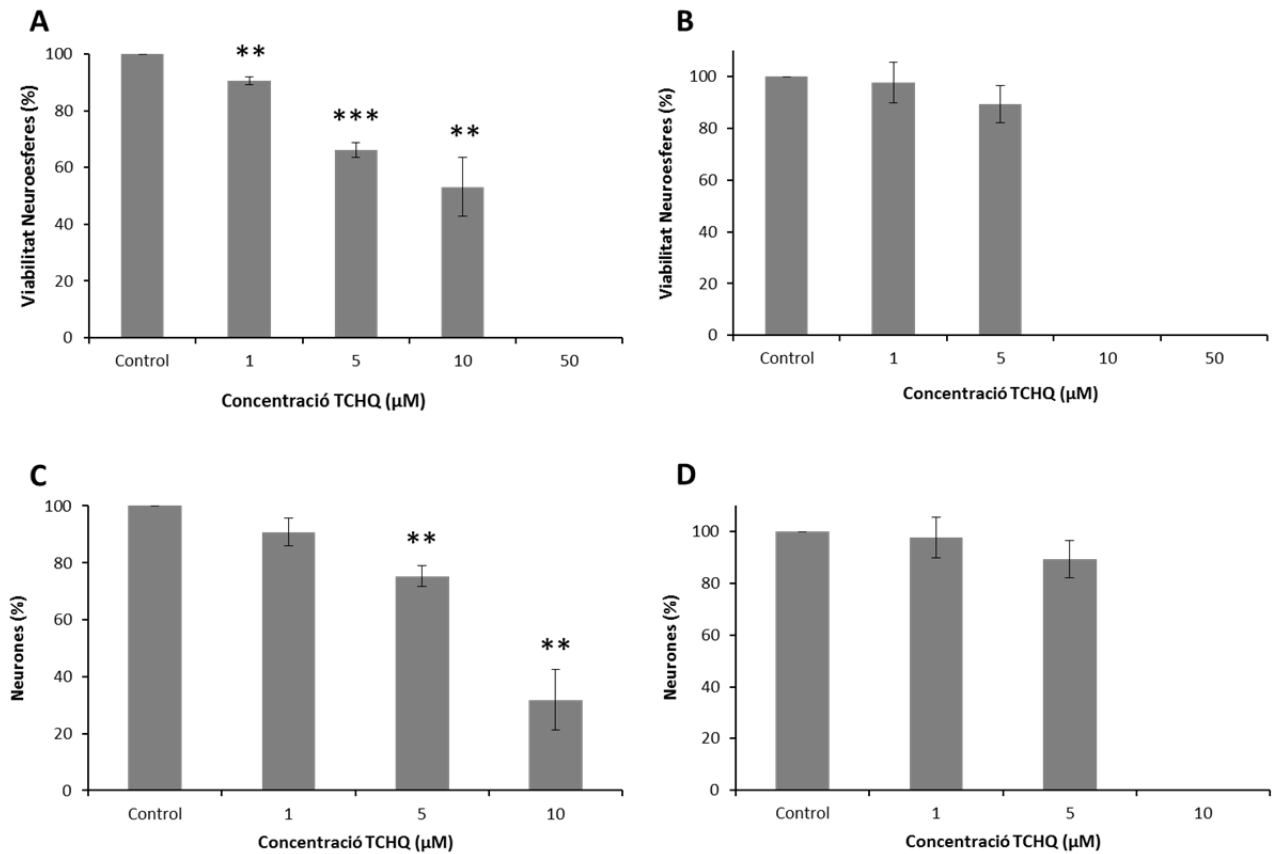 A
Viabilitat Neuroesferes (%)
100
80
60
40
20
0
**
***
**
Control 1 5 10 50
Concentració TCHQ (µM)
B
Viabilitat Neuroesferes (%)
100
80
60
40
20
0
Control 1 5 10 50
Concentració TCHQ (µM)
C
Neurones (%)
100
80
60
40
20
0
**
**
Control 1 5 10
Concentració TCHQ (µM)
D
Neurones (%)
100
80
60
40
20
0
Control 1 5 10
Concentració TCHQ (µM)